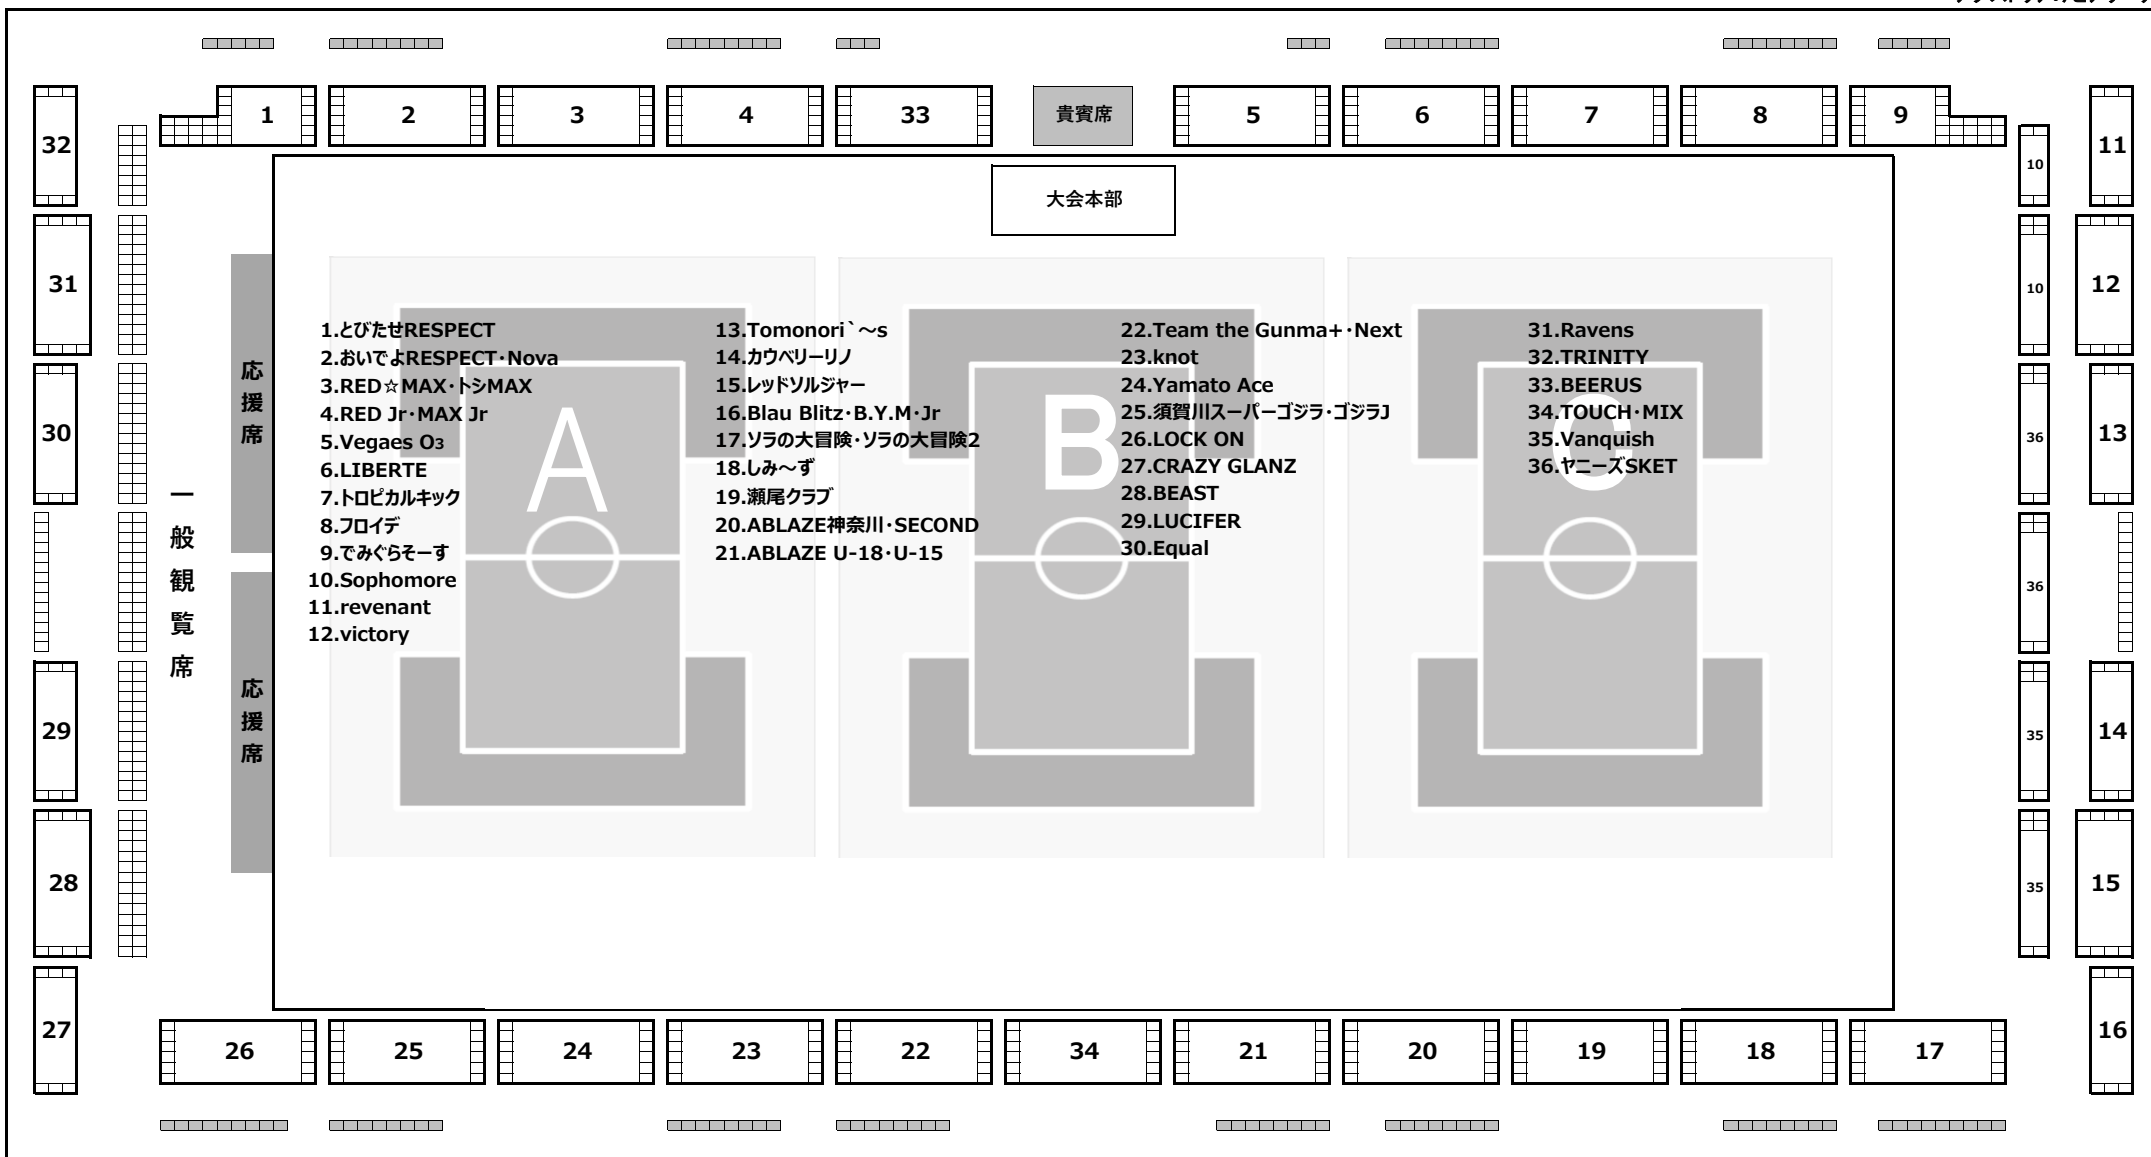 1 2 3 4 33 貴賓席 5 6 7 8 9
32
31
30
29
28
27
10
10
36
36
35
35
11
12
13
14
15
16
大会本部
応援席
応援席
一般観覧席
A
B
C
1.とびたせRESPECT
2.おいでよRESPECT・Nova
3.RED☆MAX・トシMAX
4.RED Jr・MAX Jr
5.Vegaes O3
6.LIBERTE
7.トロピカルキック
8.フロイデ
9.でみぐらそーす
10.Sophomore
11.revenant
12.victory
13.Tomonori`～s
14.カウベリーリノ
15.レッドソルジャー
16.Blau Blitz・B.Y.M・Jr
17.ソラの大冒険・ソラの大冒険2
18.しみ～ず
19.瀬尾クラブ
20.ABLAZE神奈川・SECOND
21.ABLAZE U-18・U-15
22.Team the Gunma+・Next
23.knot
24.Yamato Ace
25.須賀川スーパーゴジラ・ゴジラJ
26.LOCK ON
27.CRAZY GLANZ
28.BEAST
29.LUCIFER
30.Equal
31.Ravens
32.TRINITY
33.BEERUS
34.TOUCH・MIX
35.Vanquish
36.ヤニーズSKET
26 25 24 23 22 34 21 20 19 18 17